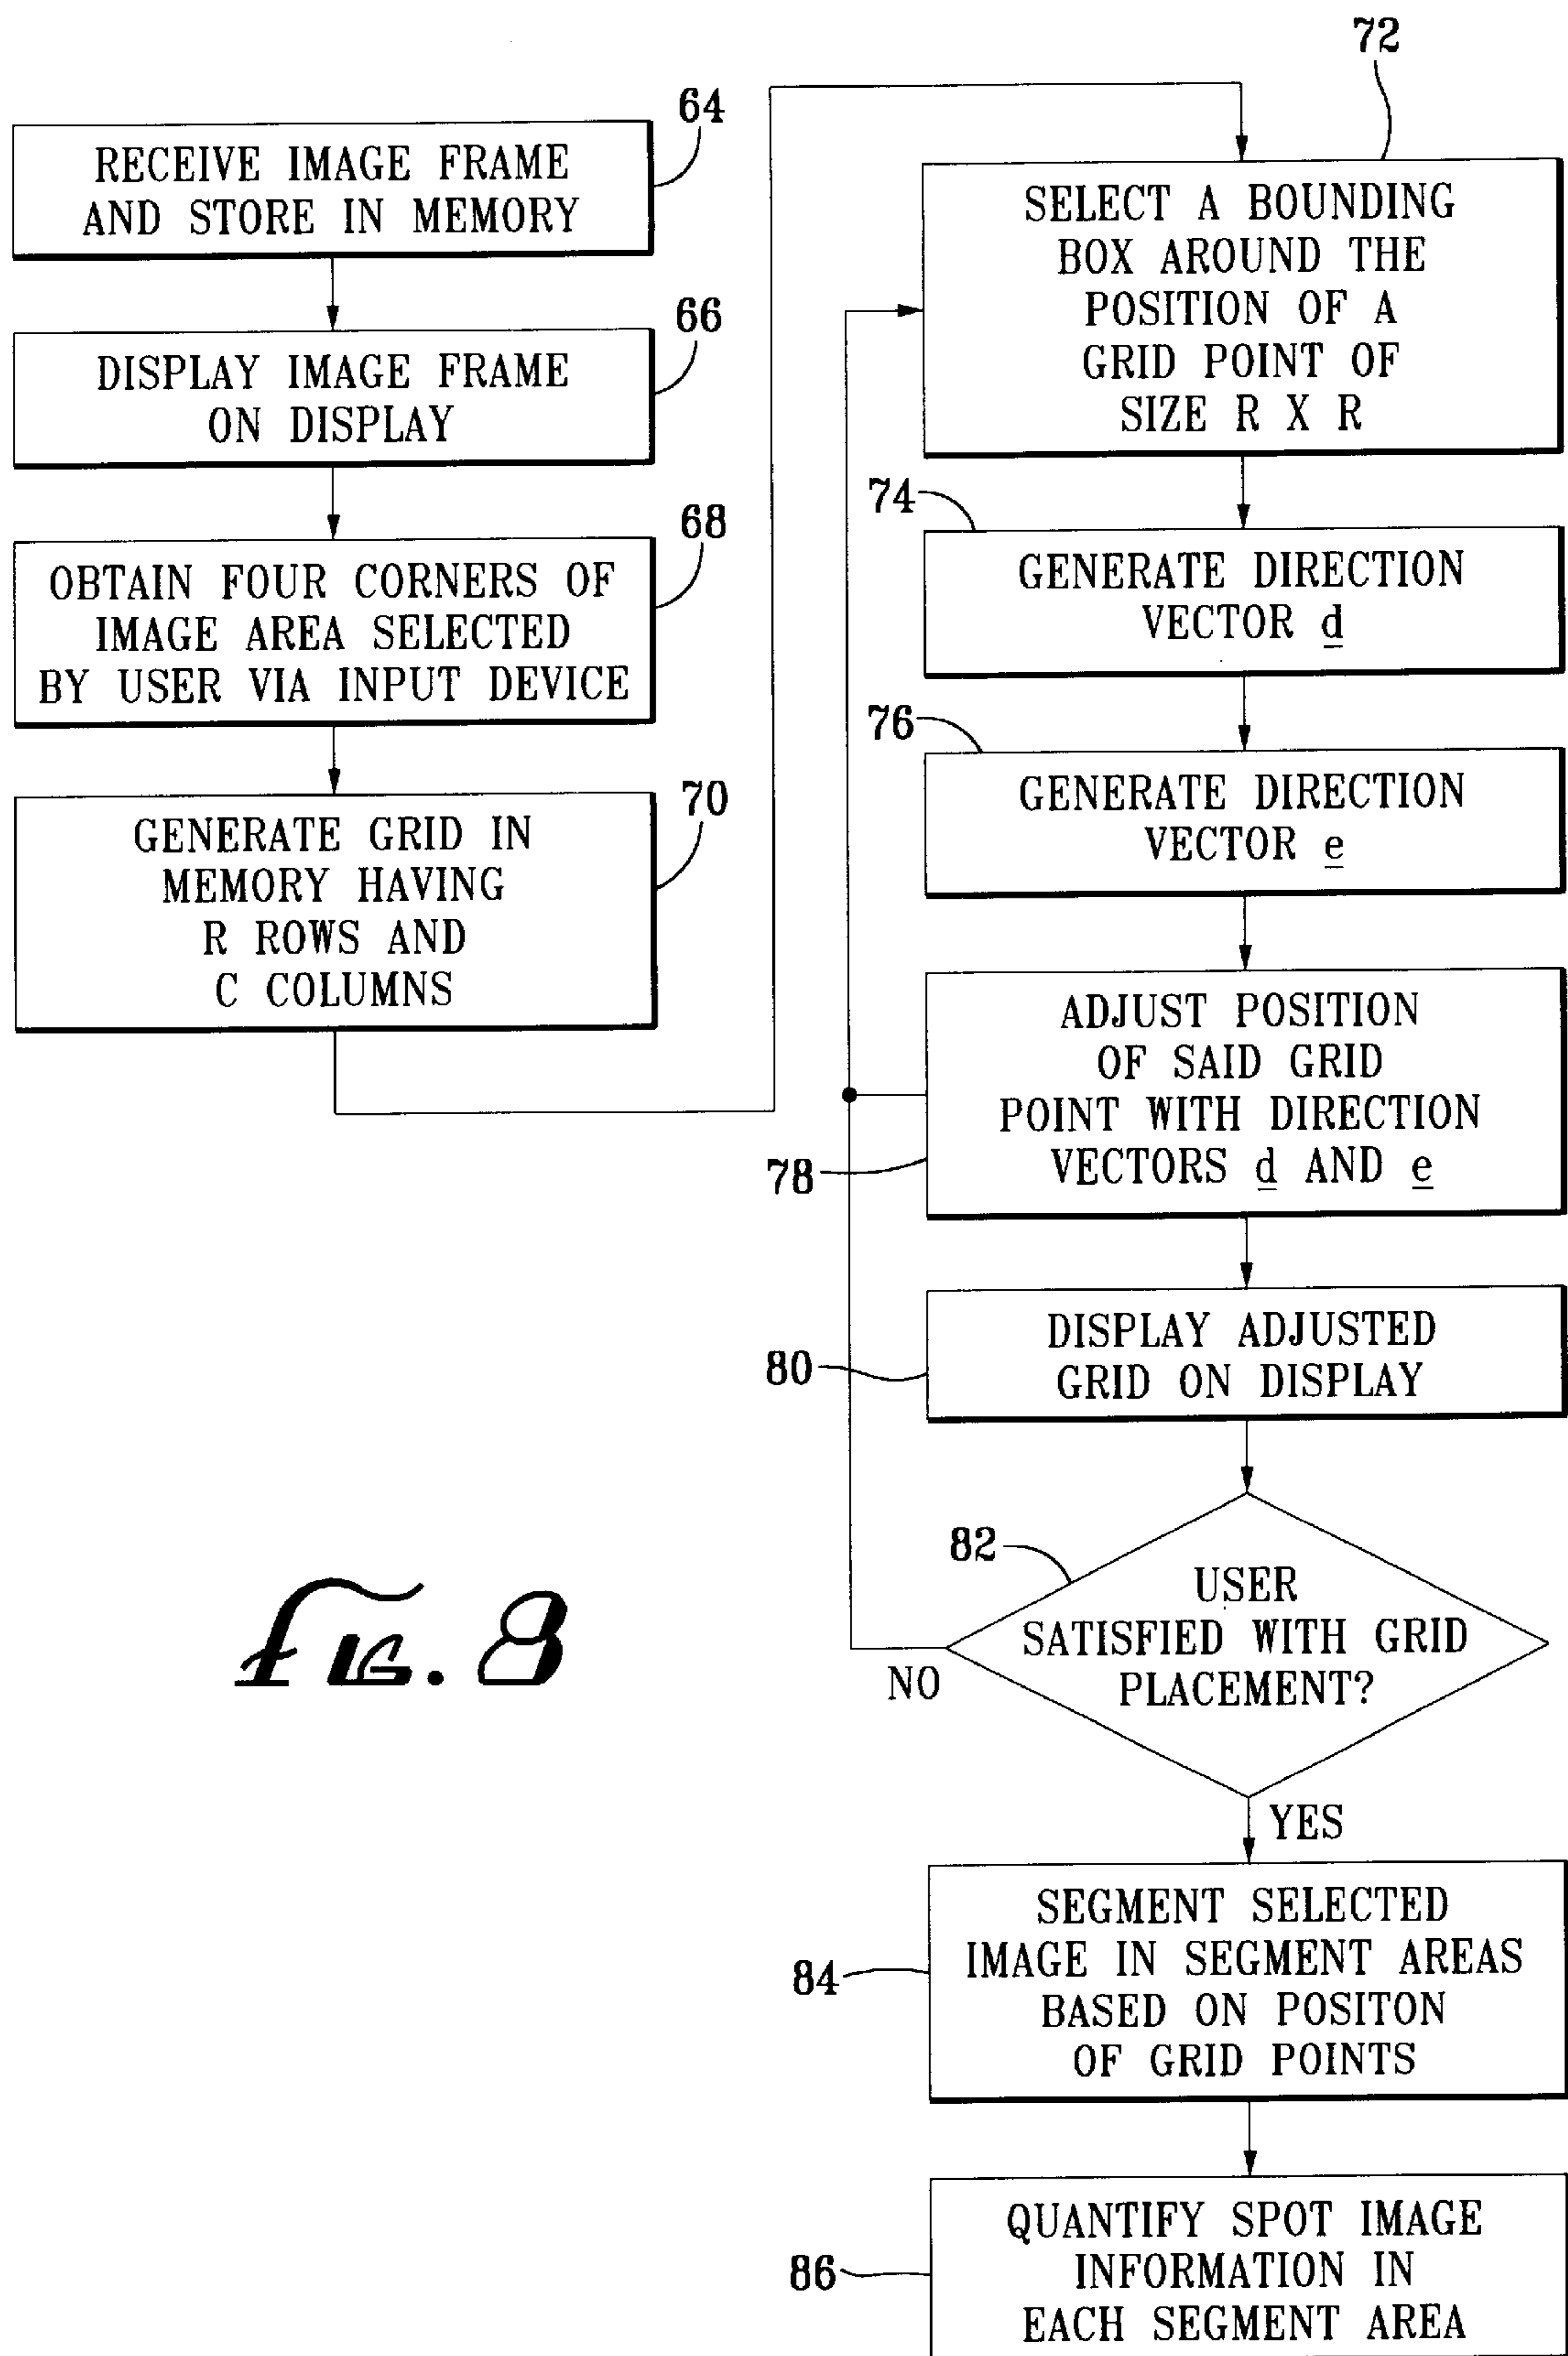 64
RECEIVE IMAGE FRAME
AND STORE IN MEMORY
66
DISPLAY IMAGE FRAME
ON DISPLAY
68
OBTAIN FOUR CORNERS OF
IMAGE AREA SELECTED
BY USER VIA INPUT DEVICE
70
GENERATE GRID IN
MEMORY HAVING
R ROWS AND
C COLUMNS
72
SELECT A BOUNDING
BOX AROUND THE
POSITION OF A
GRID POINT OF
SIZE R X R
74
GENERATE DIRECTION
VECTOR d
76
GENERATE DIRECTION
VECTOR e
78
ADJUST POSITION
OF SAID GRID
POINT WITH DIRECTION
VECTORS d AND e
80
DISPLAY ADJUSTED
GRID ON DISPLAY
82
USER
SATISFIED WITH GRID
PLACEMENT?
NO
YES
84
SEGMENT SELECTED
IMAGE IN SEGMENT AREAS
BASED ON POSITON
OF GRID POINTS
86
QUANTIFY SPOT IMAGE
INFORMATION IN
EACH SEGMENT AREA
FIG. 8